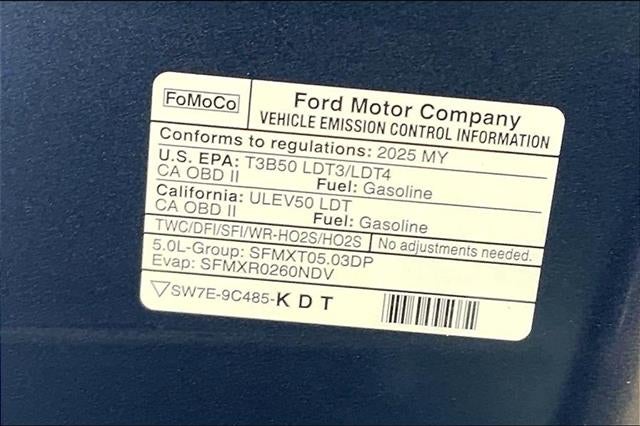 FoMoCo
Ford Motor Company
VEHICLE EMISSION CONTROL INFORMATION
Conforms to regulations: 2025 MY
U.S. EPA: T3B50 LDT3/LDT4
CA OBD II Fuel: Gasoline
California: ULEV50 LDT
CA OBD II Fuel: Gasoline
TWC/DFI/SFI/WR-HO2S/HO2S No adjustments needed.
5.0L-Group: SFMXT05.03DP
Evap: SFMXR0260NDV
SW7E-9C485-KDT